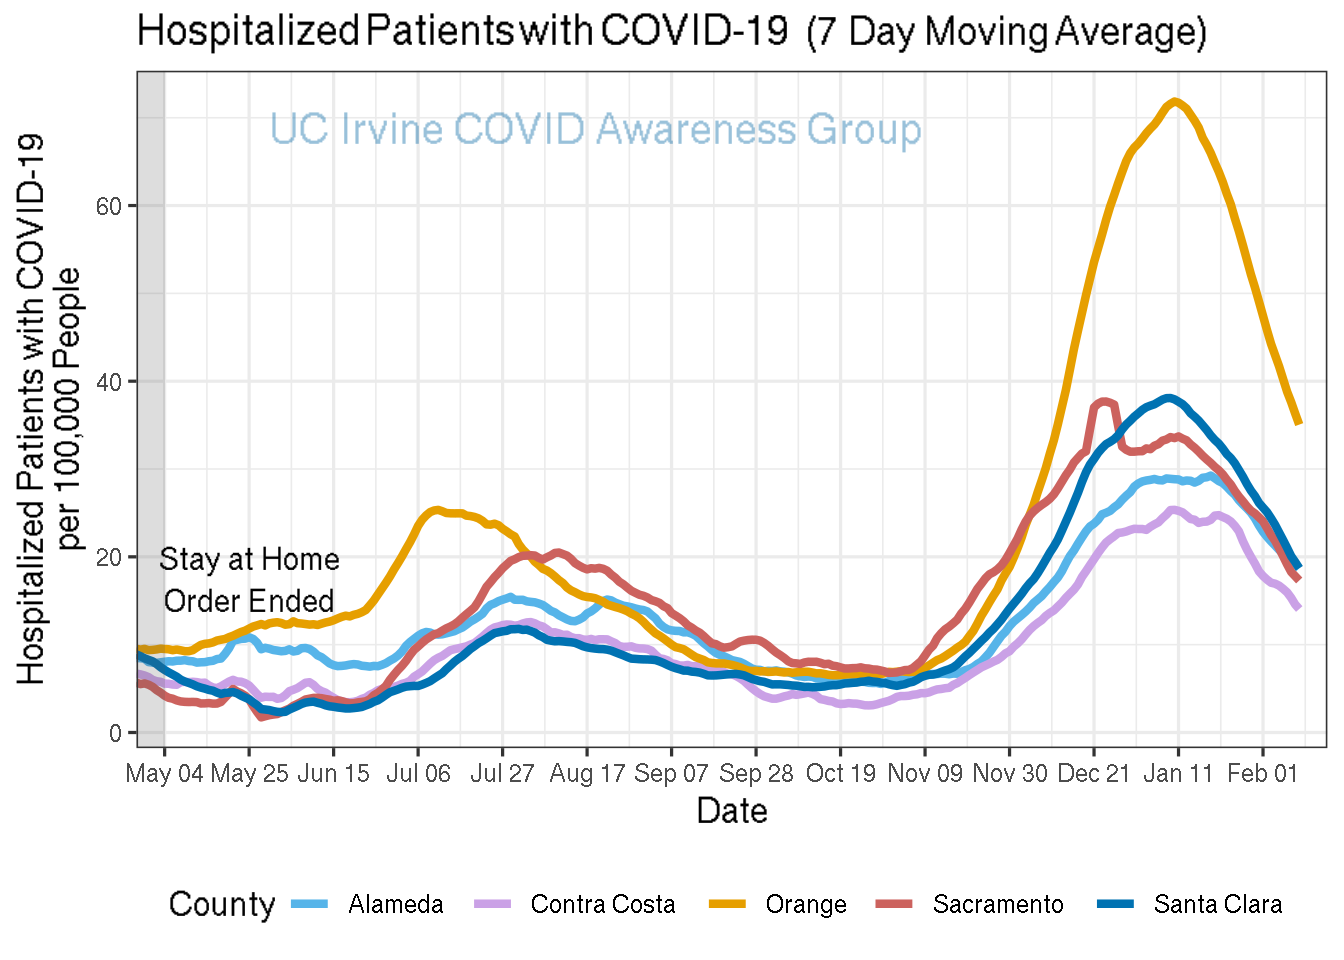 Hospitalized Patients with COVID-19 (7 Day Moving Average)
UC Irvine COVID Awareness Group
Hospitalized Patients with COVID-19
per 100,000 People
60
40
20
0
Stay at Home
Order Ended
May 04 May 25 Jun 15 Jul 06 Jul 27 Aug 17 Sep 07 Sep 28 Oct 19 Nov 09 Nov 30 Dec 21 Jan 11 Feb 01
Date
County Alameda Contra Costa Orange Sacramento Santa Clara